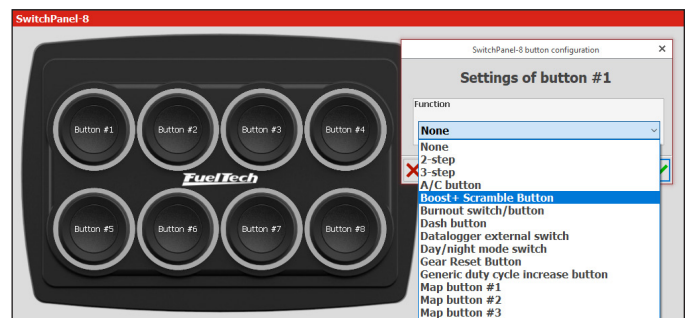 SwitchPanel-8
SwitchPanel-8 button configuration
Settings of button #1
Function
None
None
2-step
3-step
A/C button
Boost+ Scramble Button
Burnout switch/button
Dash button
Datalogger external switch
Day/night mode switch
Gear Reset Button
Generic duty cycle increase button
Map button #1
Map button #2
Map button #3
Button #1 Button #2 Button #3 Button #4
FuelTech
Button #5 Button #6 Button #7 Button #8